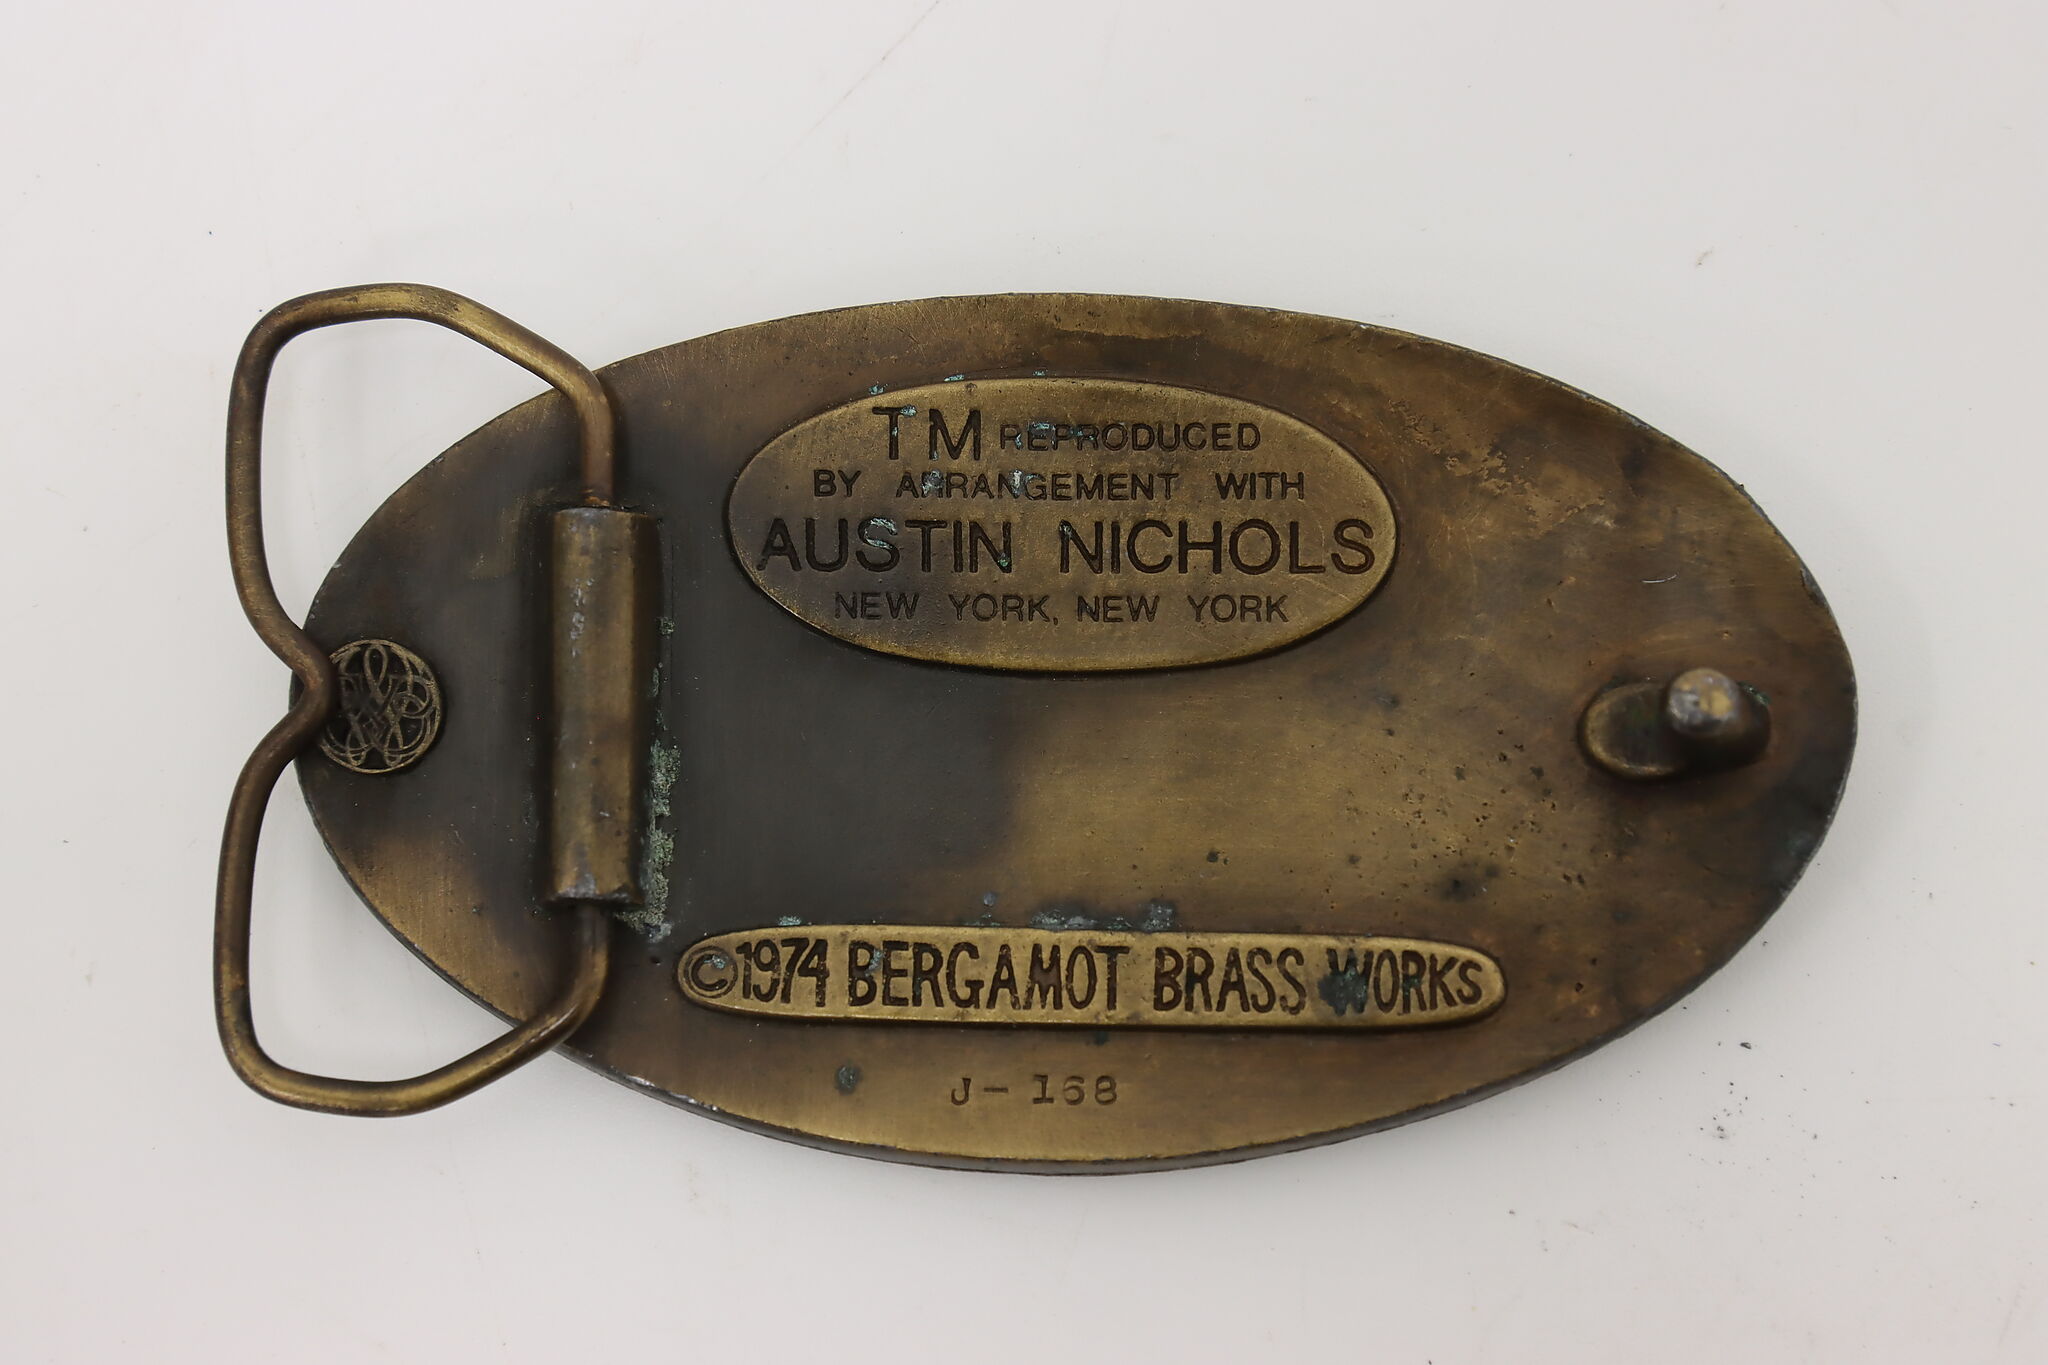 TM REPRODUCED
BY ARRANGEMENT WITH
AUSTIN NICHOLS
NEW YORK, NEW YORK
©1974 BERGAMOT BRASS WORKS
J-168